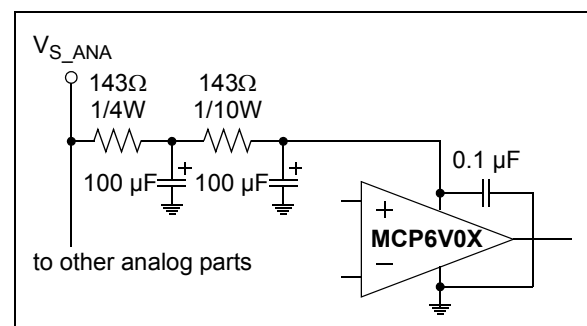 V_S_ANA
143Ω 143Ω
1/4W 1/10W
100 µF + 100 µF + 0.1 µF
+
MCP6V0X
−
to other analog parts